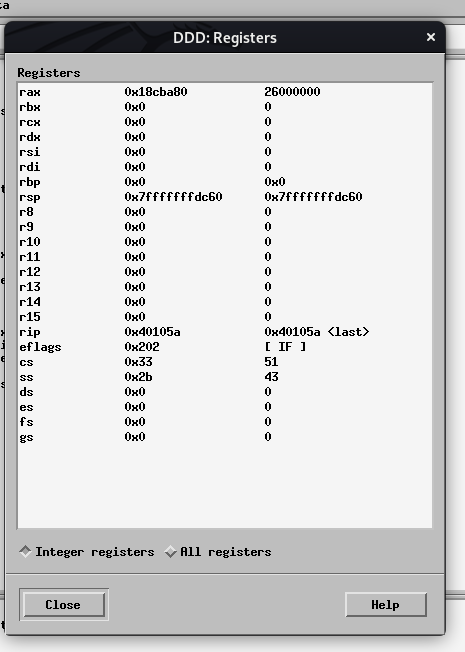 ta
DDD: Registers
Registers
rax 0x18cba80 26000000
rbx 0x0 0
rcx 0x0 0
rdx 0x0 0
rsi 0x0 0
rdi 0x0 0
rbp 0x0 0x0
rsp 0x7fffffffdc60 0x7fffffffdc60
r8 0x0 0
r9 0x0 0
r10 0x0 0
r11 0x0 0
r12 0x0 0
r13 0x0 0
r14 0x0 0
r15 0x0 0
rip 0x40105a 0x40105a <last>
eflags 0x202 [ IF ]
cs 0x33 51
ss 0x2b 43
ds 0x0 0
es 0x0 0
fs 0x0 0
gs 0x0 0
Integer registers All registers
Close Help